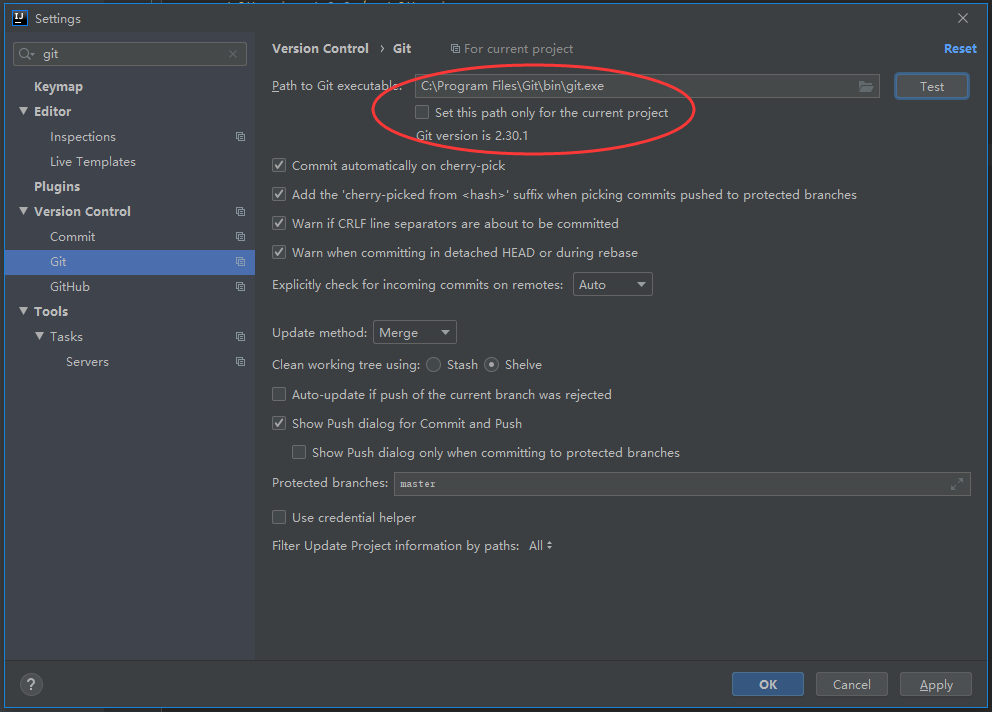 IJ Settings
git
Keymap
Editor
Inspections
Live Templates
Plugins
Version Control
Commit
Git
GitHub
Tools
Tasks
Servers
Version Control › Git For current project Reset
Path to Git executable: C:\Program Files\Git\bin\git.exe Test
Set this path only for the current project
Git version is 2.30.1
Commit automatically on cherry-pick
Add the 'cherry-picked from <hash>' suffix when picking commits pushed to protected branches
Warn if CRLF line separators are about to be committed
Warn when committing in detached HEAD or during rebase
Explicitly check for incoming commits on remotes: Auto
Update method: Merge
Clean working tree using: Stash Shelve
Auto-update if push of the current branch was rejected
Show Push dialog for Commit and Push
Show Push dialog only when committing to protected branches
Protected branches: master
Use credential helper
Filter Update Project information by paths: All
? OK Cancel Apply